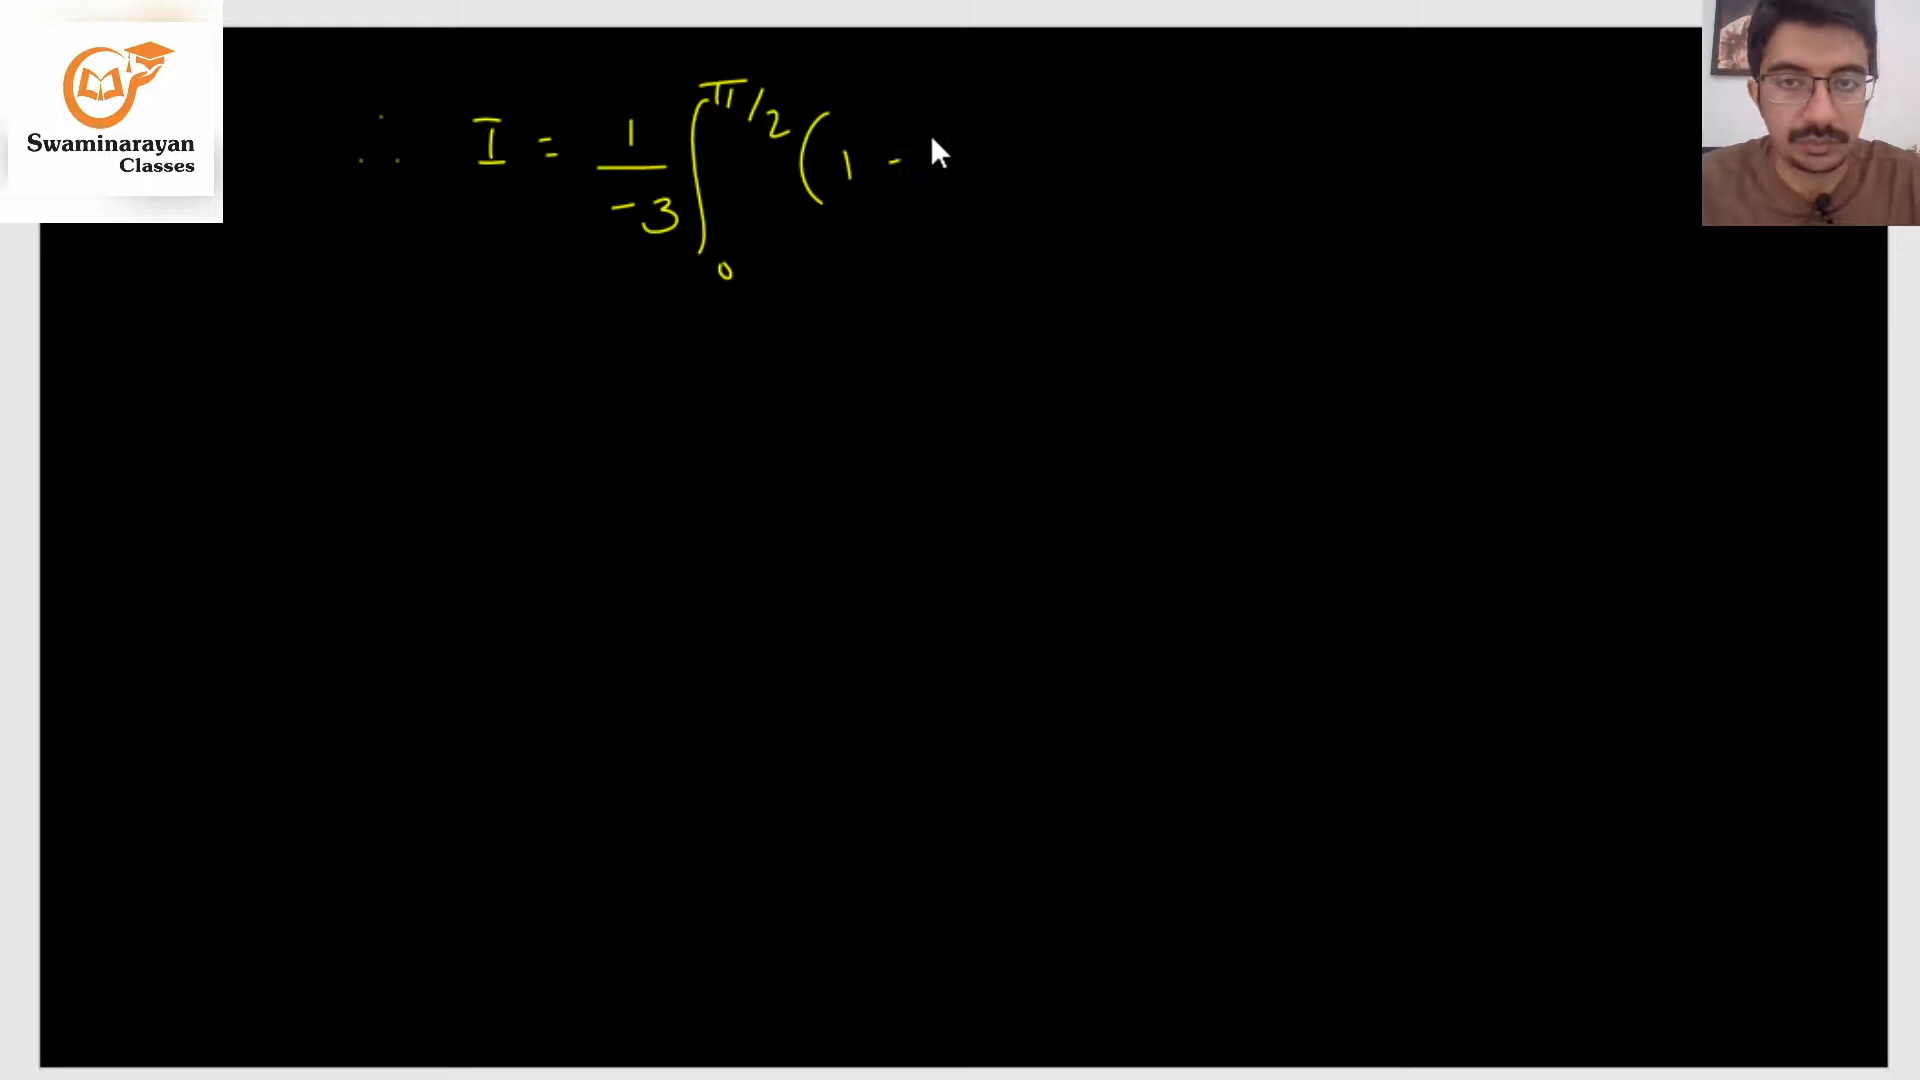 Swaminarayan
Classes
∴ I = 1/-3 ∫₀^π/2 (1 -